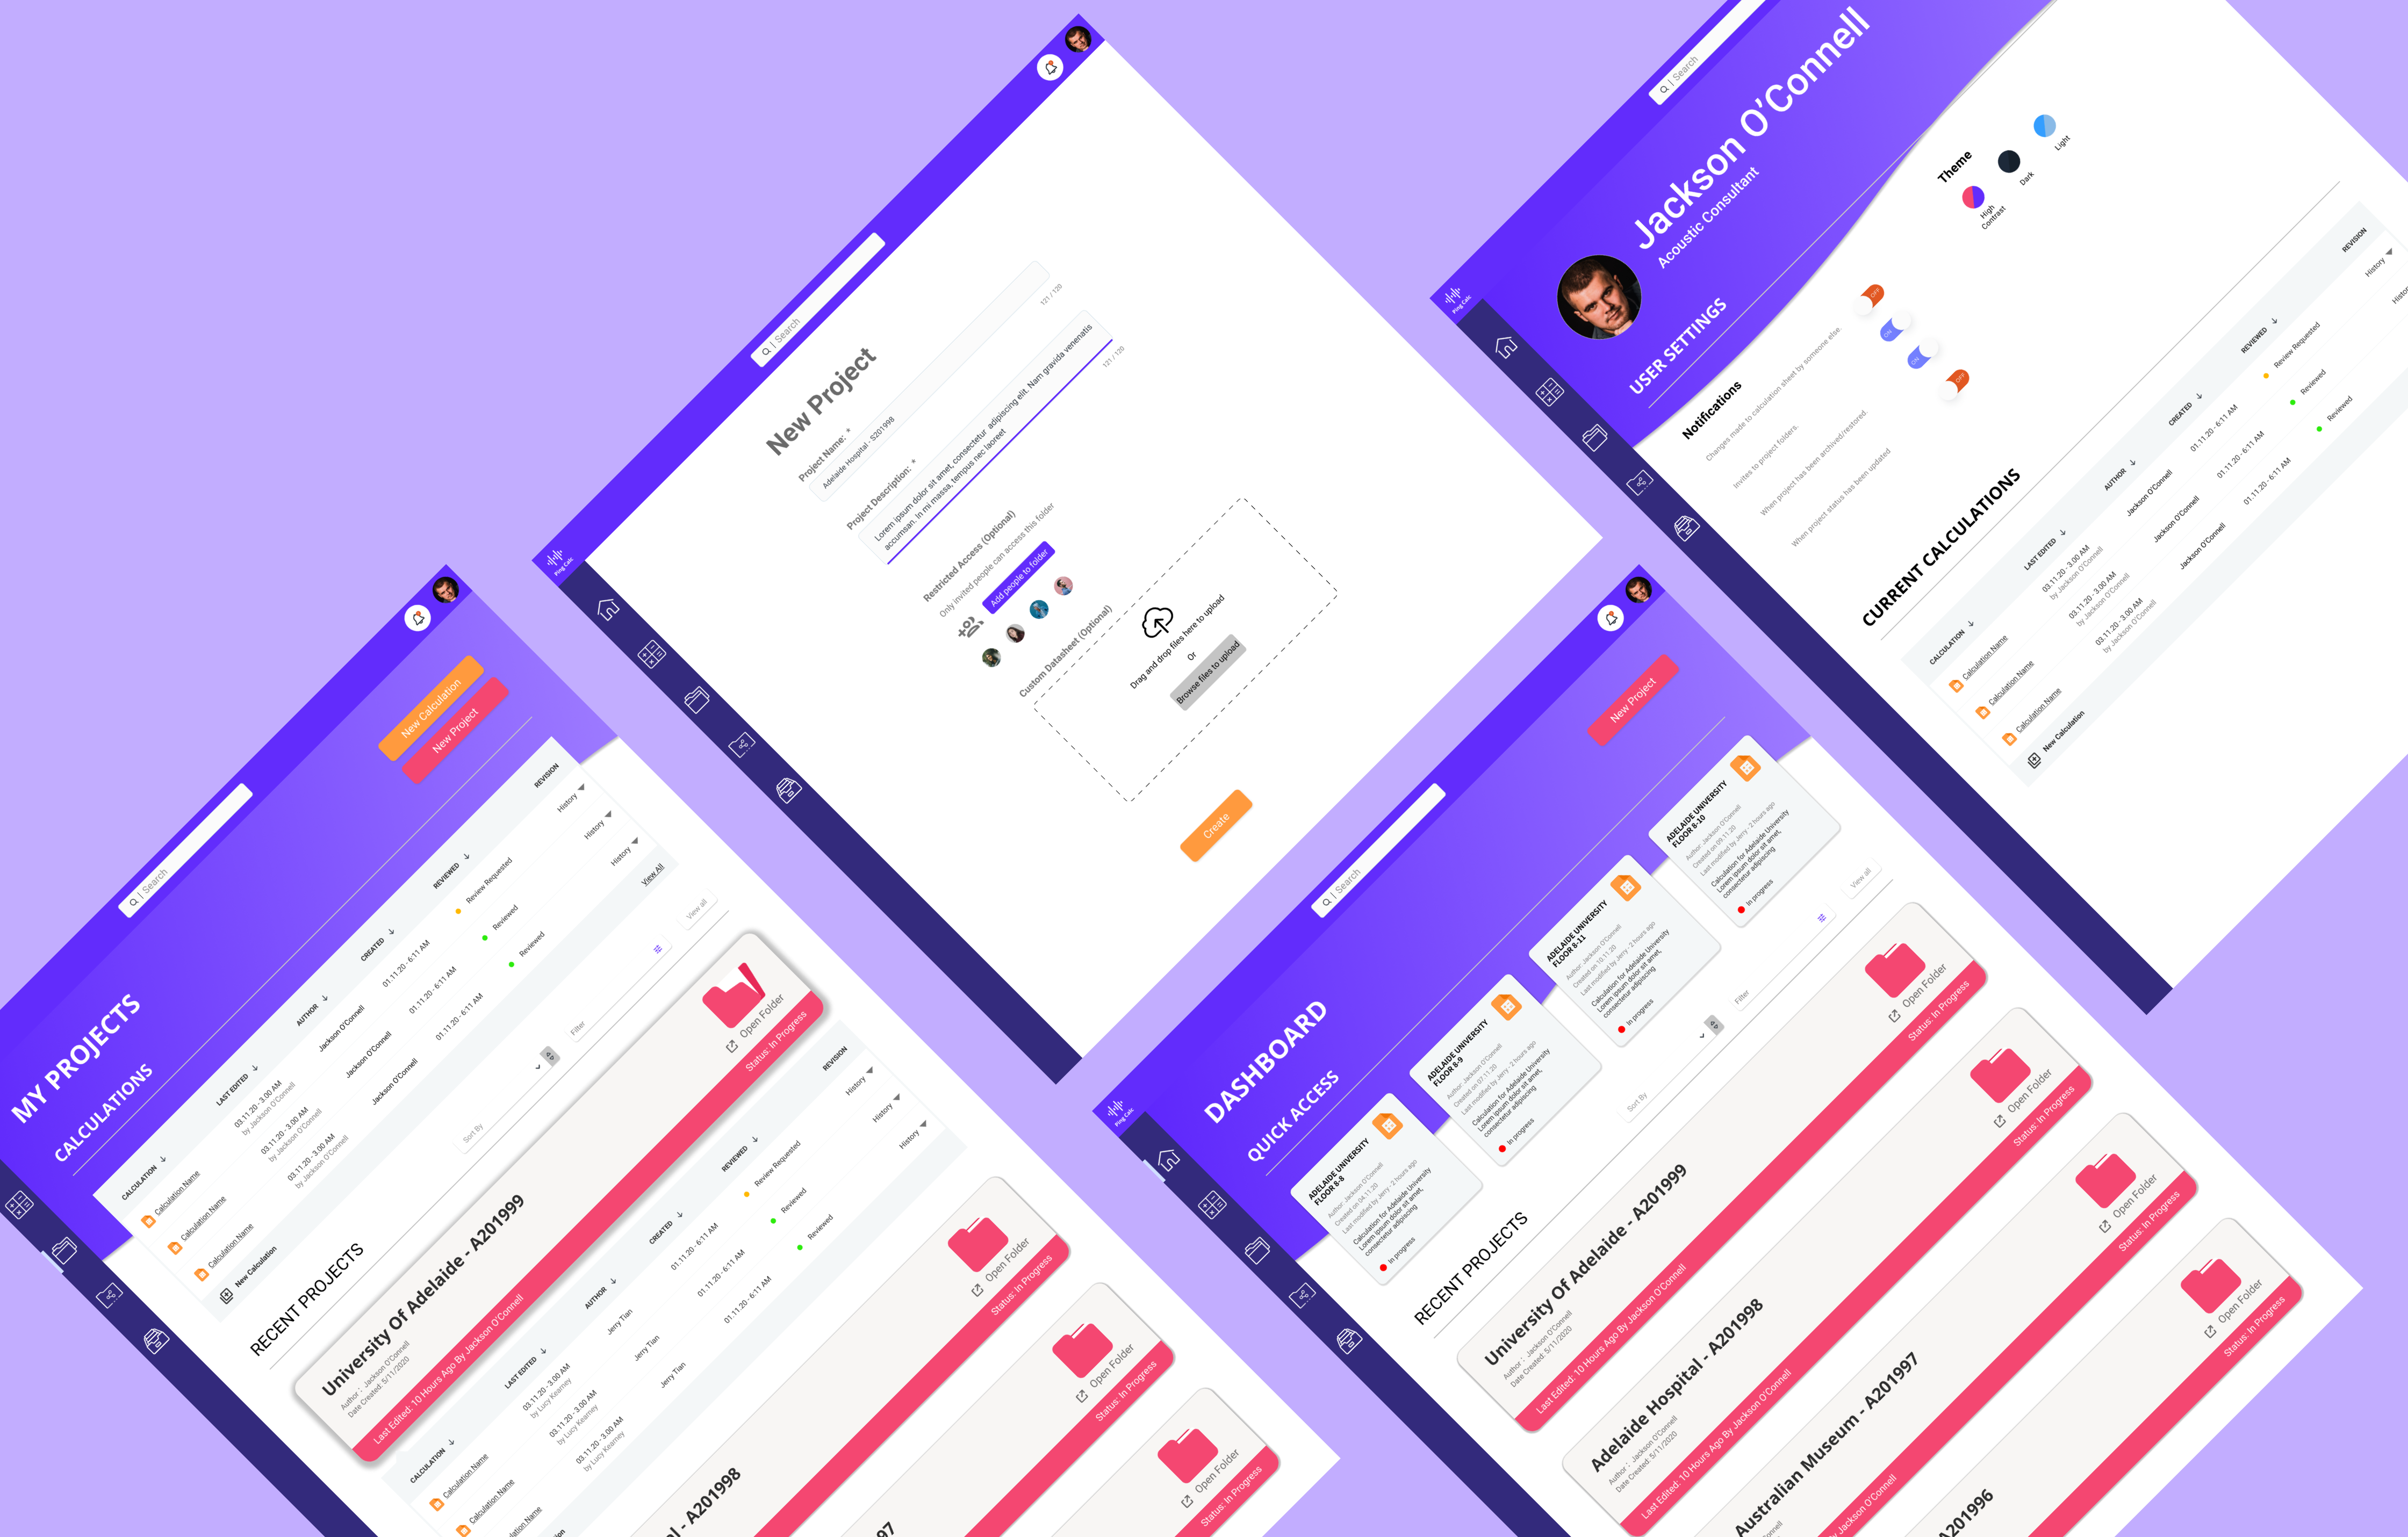 Search
New Calculation
New Project
MY PROJECTS
CALCULATIONS
CALCULATION
LAST EDITED
AUTHOR
CREATED
REVIEWED
REVISION
Calculation Name
03.11.20 - 3.00 AM
by Jackson O'Connell
Jackson O'Connell
01.11.20 - 6:11 AM
Review Requested
History
Calculation Name
03.11.20 - 3.00 AM
by Jackson O'Connell
Jackson O'Connell
01.11.20 - 6:11 AM
Reviewed
History
Calculation Name
03.11.20 - 3.00 AM
by Jackson O'Connell
Jackson O'Connell
01.11.20 - 6:11 AM
Reviewed
History
New Calculation
View All
RECENT PROJECTS
Sort By
Filter
View all
University Of Adelaide - A201999
Author : Jackson O'Connell
Date Created: 5/11/2020
Open Folder
Last Edited: 10 Hours Ago By Jackson O'Connell
Status: In Progress
CALCULATION
LAST EDITED
AUTHOR
CREATED
REVIEWED
REVISION
Calculation Name
03.11.20 - 3.00 AM
by Lucy Kearney
Jerry Tian
01.11.20 - 6:11 AM
Review Requested
History
Calculation Name
03.11.20 - 3.00 AM
by Lucy Kearney
Jerry Tian
01.11.20 - 6:11 AM
Reviewed
History
lation Name
03.11.20 - 3.00 AM
by Lucy Kearney
Jerry Tian
01.11.20 - 6:11 AM
Reviewed
History
al - A201998
Open Folder
Status: In Progress
97
Open Folder
Status: In Progress
Open Folder
Status: In Progress
Ping Calc
Search
New Project
Project Name: *
Adelaide Hospital - S201998
121 / 120
Project Description: *
Lorem ipsum dolor sit amet, consectetur adipiscing elit. Nam gravida venenatis
accumsan. In mi massa, tempus nec laoreet
121 / 120
Restricted Access (Optional)
Only invited people can access this folder
Add people to folder
Custom Datasheet (Optional)
Drag and drop files here to upload
Or
Browse files to upload
Create
Ping Calc
Search
New Project
DASHBOARD
QUICK ACCESS
ADELAIDE UNIVERSITY
FLOOR 8-8
Author: Jackson O'Connell
Created on 04.11.20
Last modified by Jerry - 2 hours ago
Calculation for Adelaide University
Lorem ipsum dolor sit amet,
consectetur adipiscing
In progress
ADELAIDE UNIVERSITY
FLOOR 8-9
Author: Jackson O'Connell
Created on 07.11.20
Last modified by Jerry - 2 hours ago
Calculation for Adelaide University
Lorem ipsum dolor sit amet,
consectetur adipiscing
In progress
ADELAIDE UNIVERSITY
FLOOR 8-11
Author: Jackson O'Connell
Created on 10.11.20
Last modified by Jerry - 2 hours ago
Calculation for Adelaide University
Lorem ipsum dolor sit amet,
consectetur adipiscing
In progress
ADELAIDE UNIVERSITY
FLOOR 8-10
Author: Jackson O'Connell
Created on 09.11.20
Last modified by Jerry - 2 hours ago
Calculation for Adelaide University
Lorem ipsum dolor sit amet,
consectetur adipiscing
In progress
RECENT PROJECTS
Sort By
Filter
View all
University Of Adelaide - A201999
Author : Jackson O'Connell
Date Created: 5/11/2020
Open Folder
Last Edited: 10 Hours Ago By Jackson O'Connell
Status: In Progress
Adelaide Hospital - A201998
Author : Jackson O'Connell
Date Created: 5/11/2020
Open Folder
Last Edited: 10 Hours Ago By Jackson O'Connell
Status: In Progress
Australian Museum - A201997
Open Folder
By Jackson O'Connell
Status: In Progress
A201996
Open Folder
Status: In Progress
Ping Calc
Search
Jackson O'Connell
Acoustic Consultant
USER SETTINGS
Notifications
Changes made to calculation sheet by someone else.
OFF
Invites to project folders.
ON
When project has been archived/restored.
ON
When project status has been updated
OFF
Theme
High
Contrast
Dark
Light
CURRENT CALCULATIONS
CALCULATION
LAST EDITED
AUTHOR
CREATED
REVIEWED
REVISION
Calculation Name
03.11.20 - 3.00 AM
by Jackson O'Connell
Jackson O'Connell
01.11.20 - 6:11 AM
Review Requested
History
Calculation Name
03.11.20 - 3.00 AM
by Jackson O'Connell
Jackson O'Connell
01.11.20 - 6:11 AM
Reviewed
Histor
Calculation Name
03.11.20 - 3.00 AM
by Jackson O'Connell
Jackson O'Connell
01.11.20 - 6:11 AM
Reviewed
New Calculation